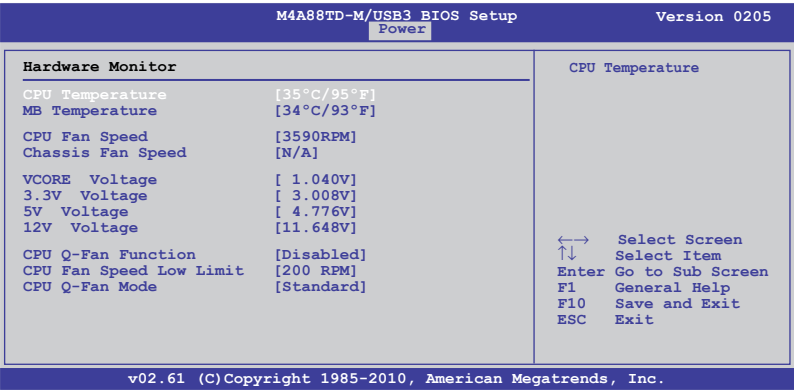 M4A88TD-M/USB3 BIOS Setup Version 0205
Power
Hardware Monitor
CPU Temperature [35°C/95°F]
MB Temperature [34°C/93°F]
CPU Fan Speed [3590RPM]
Chassis Fan Speed [N/A]
VCORE Voltage [ 1.040V]
3.3V Voltage [ 3.008V]
5V Voltage [ 4.776V]
12V Voltage [11.648V]
CPU Q-Fan Function [Disabled]
CPU Fan Speed Low Limit [200 RPM]
CPU Q-Fan Mode [Standard]
CPU Temperature
←→ Select Screen
↑↓ Select Item
Enter Go to Sub Screen
F1 General Help
F10 Save and Exit
ESC Exit
v02.61 (C)Copyright 1985-2010, American Megatrends, Inc.